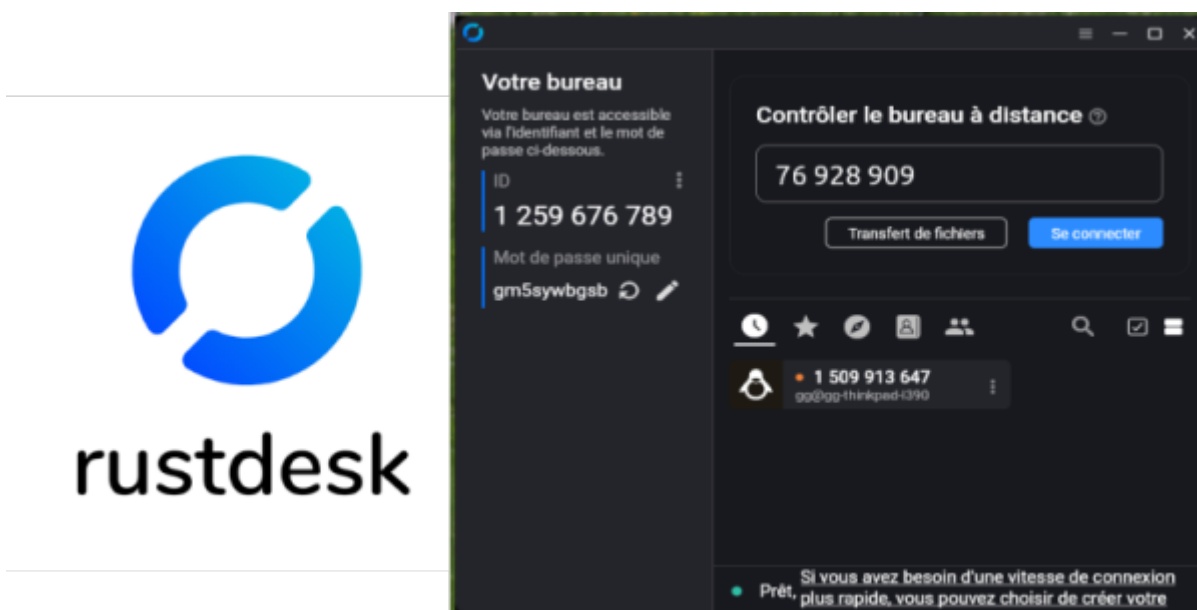 rustdesk
Votre bureau
Votre bureau est accessible
via l'identifiant et le mot de
passe ci-dessous.
ID
1 259 676 789
Mot de passe unique
gm5sywbgsb
Contrôler le bureau à distance
76 928 909
Transfert de fichiers
Se connecter
1 509 913 647
gg@gg-thinkpad-l390
Prêt, Si vous avez besoin d'une vitesse de connexion
plus rapide, vous pouvez choisir de créer votre